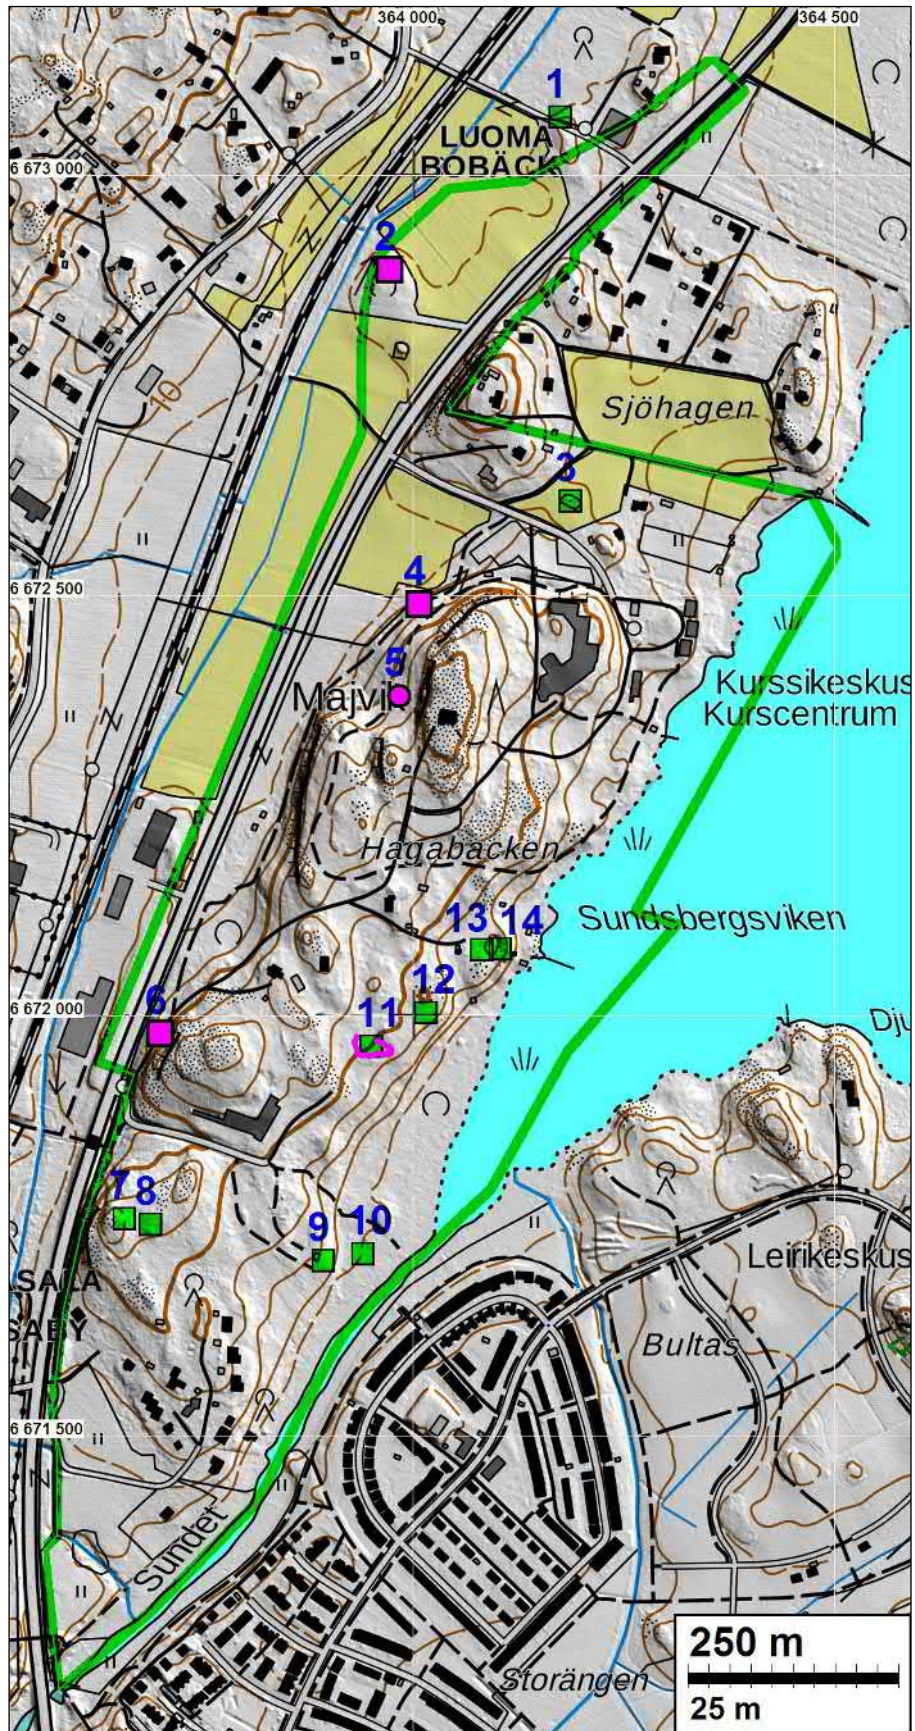 364 000
364 500
1
LUOMA
BOBÄCK
6 673 000
2
10
Sjöhagen
3
4
6 672 500
5
Majvik
Kurssikeskus
Kurscentrum
Hagabacken
13 14
Sundsbergsviken
12
6 672 000
6
11
Dju
7 8
9
10
Leirikeskus
SALA
SABY
Bultas
6 671 500
Sundet
Storängen
250 m
25 m